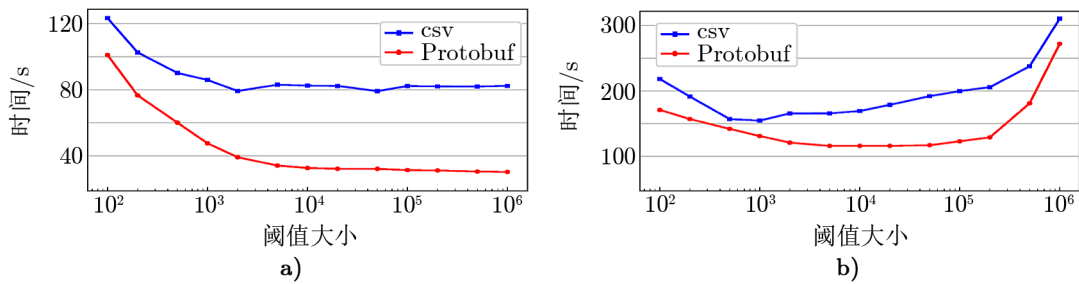 120
80
40
时间/s
csv
Protobuf
10² 10³ 10⁴ 10⁵ 10⁶
阈值大小
a)
300
200
100
时间/s
csv
Protobuf
10² 10³ 10⁴ 10⁵ 10⁶
阈值大小
b)